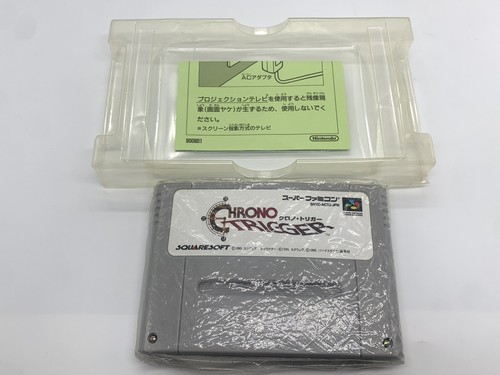 ACアダプタ
プロジェクションテレビを使用すると残像現
象(画面ヤケ)が生するため、使用しないでく
ださい。
※スクリーン投影方式のテレビ
Nintendo
スーパーファミコン
SHVC-ACTJ-JPN
CHRONO
クロノ・トリガー
TRIGGER
SQUARESOFT